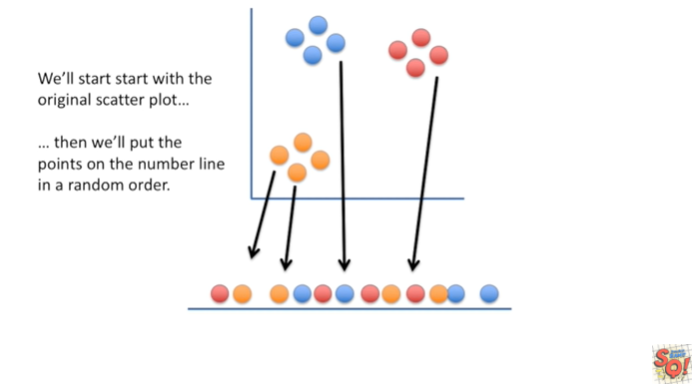 We'll start start with the
original scatter plot...
... then we'll put the
points on the number line
in a random order.
SQ!